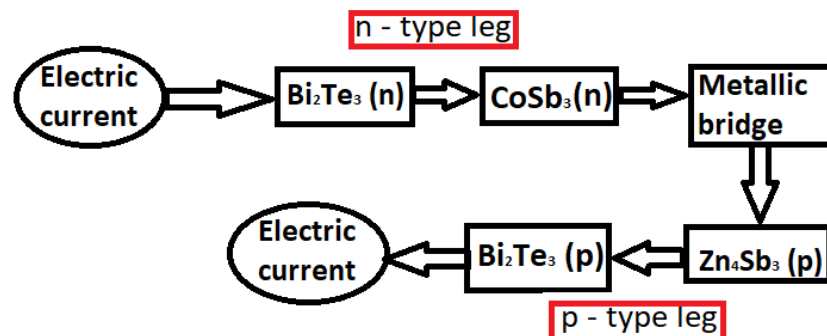 n - type leg
Electric
current
Bi₂Te₃ (n)
CoSb₃(n)
Metallic
bridge
Electric
current
Bi₂Te₃ (p)
Zn₄Sb₃ (p)
p - type leg